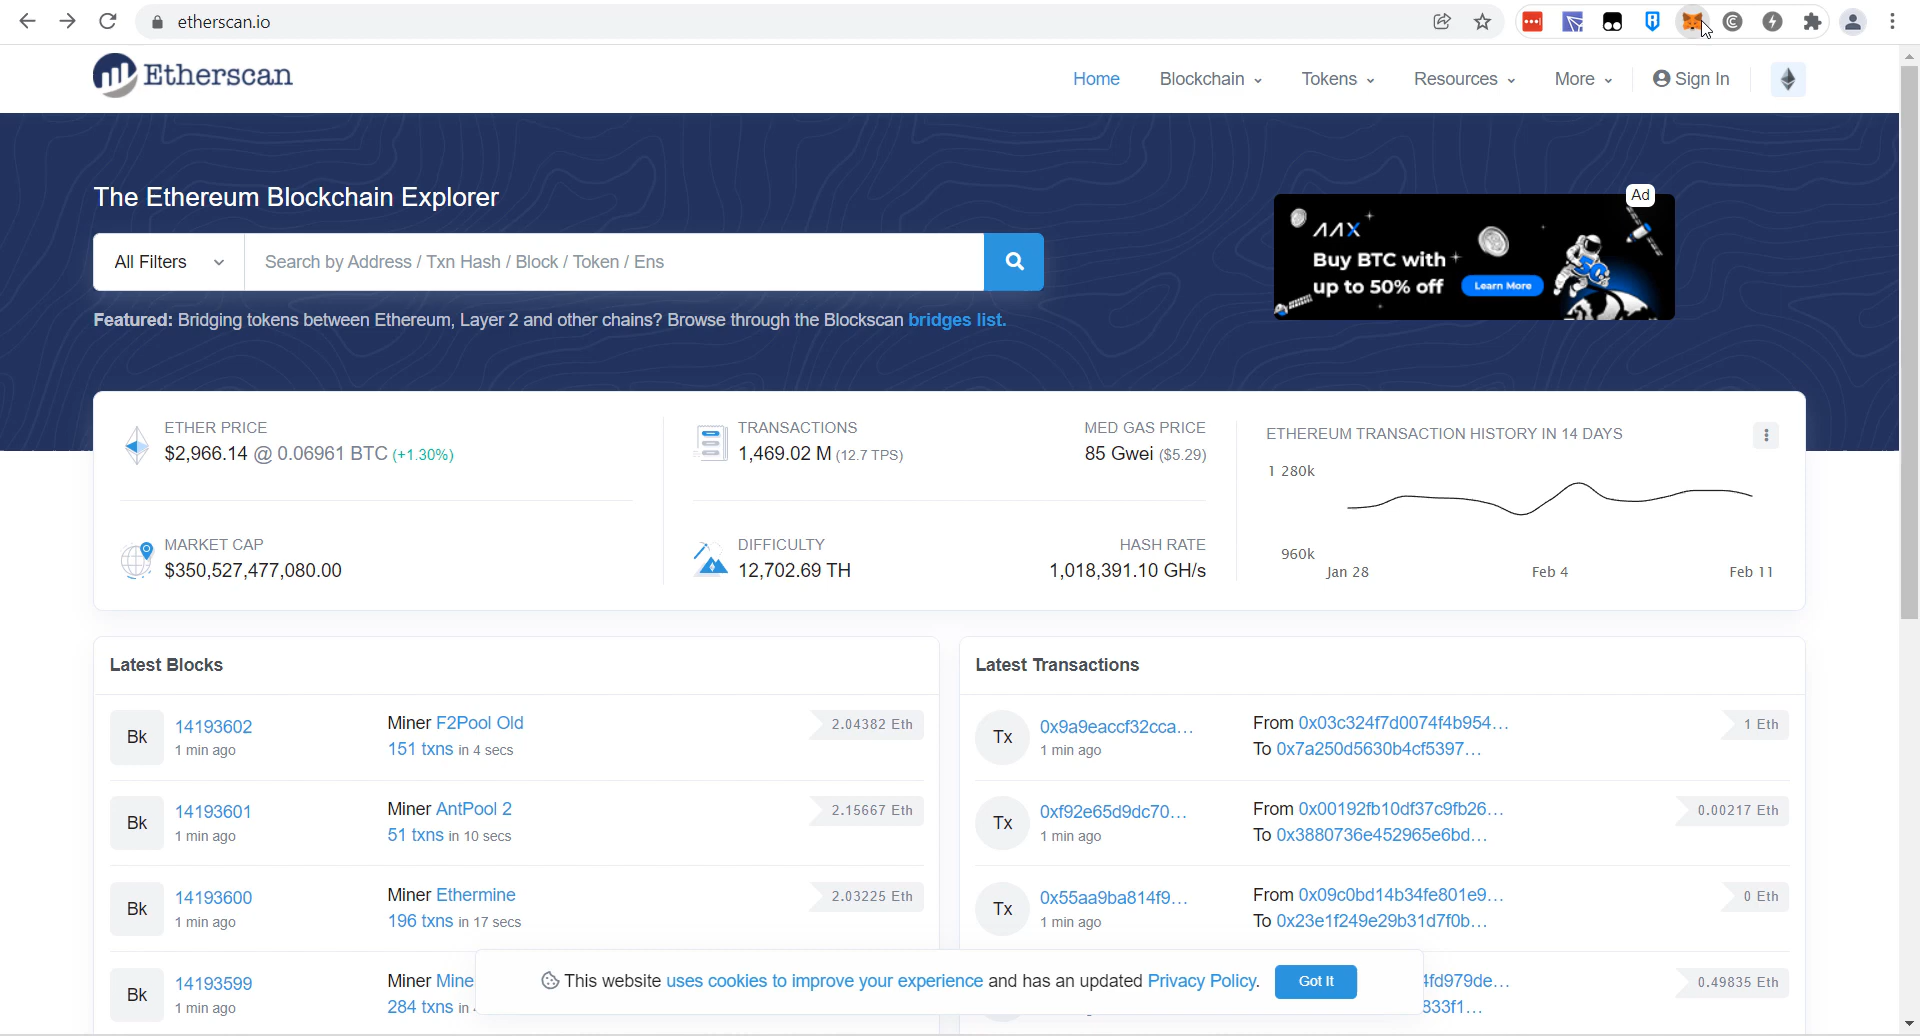 etherscan.io
Etherscan
Home
Blockchain
Tokens
Resources
More
Sign In
The Ethereum Blockchain Explorer
All Filters
Search by Address / Txn Hash / Block / Token / Ens
Featured: Bridging tokens between Ethereum, Layer 2 and other chains? Browse through the Blockscan bridges list.
Ad
AAX
Buy BTC with
up to 50% off
Learn More
ETHER PRICE
$2,966.14 @ 0.06961 BTC (+1.30%)
MARKET CAP
$350,527,477,080.00
TRANSACTIONS
1,469.02 M (12.7 TPS)
MED GAS PRICE
85 Gwei ($5.29)
DIFFICULTY
12,702.69 TH
HASH RATE
1,018,391.10 GH/s
ETHEREUM TRANSACTION HISTORY IN 14 DAYS
1 280k
960k
Jan 28
Feb 4
Feb 11
Latest Blocks
Bk
14193602
1 min ago
Miner F2Pool Old
151 txns in 4 secs
2.04382 Eth
Bk
14193601
1 min ago
Miner AntPool 2
51 txns in 10 secs
2.15667 Eth
Bk
14193600
1 min ago
Miner Ethermine
196 txns in 17 secs
2.03225 Eth
Bk
14193599
1 min ago
Miner Mine
284 txns in
Latest Transactions
Tx
0x9a9eaccf32cca...
1 min ago
From 0x03c324f7d0074f4b954...
To 0x7a250d5630b4cf5397...
1 Eth
Tx
0xf92e65d9dc70...
1 min ago
From 0x00192fb10df37c9fb26...
To 0x3880736e452965e6bd...
0.00217 Eth
Tx
0x55aa9ba814f9...
1 min ago
From 0x09c0bd14b34fe801e9...
To 0x23e1f249e29b31d7f0b...
0 Eth
4fd979de...
833f1...
0.49835 Eth
This website uses cookies to improve your experience and has an updated Privacy Policy.
Got It